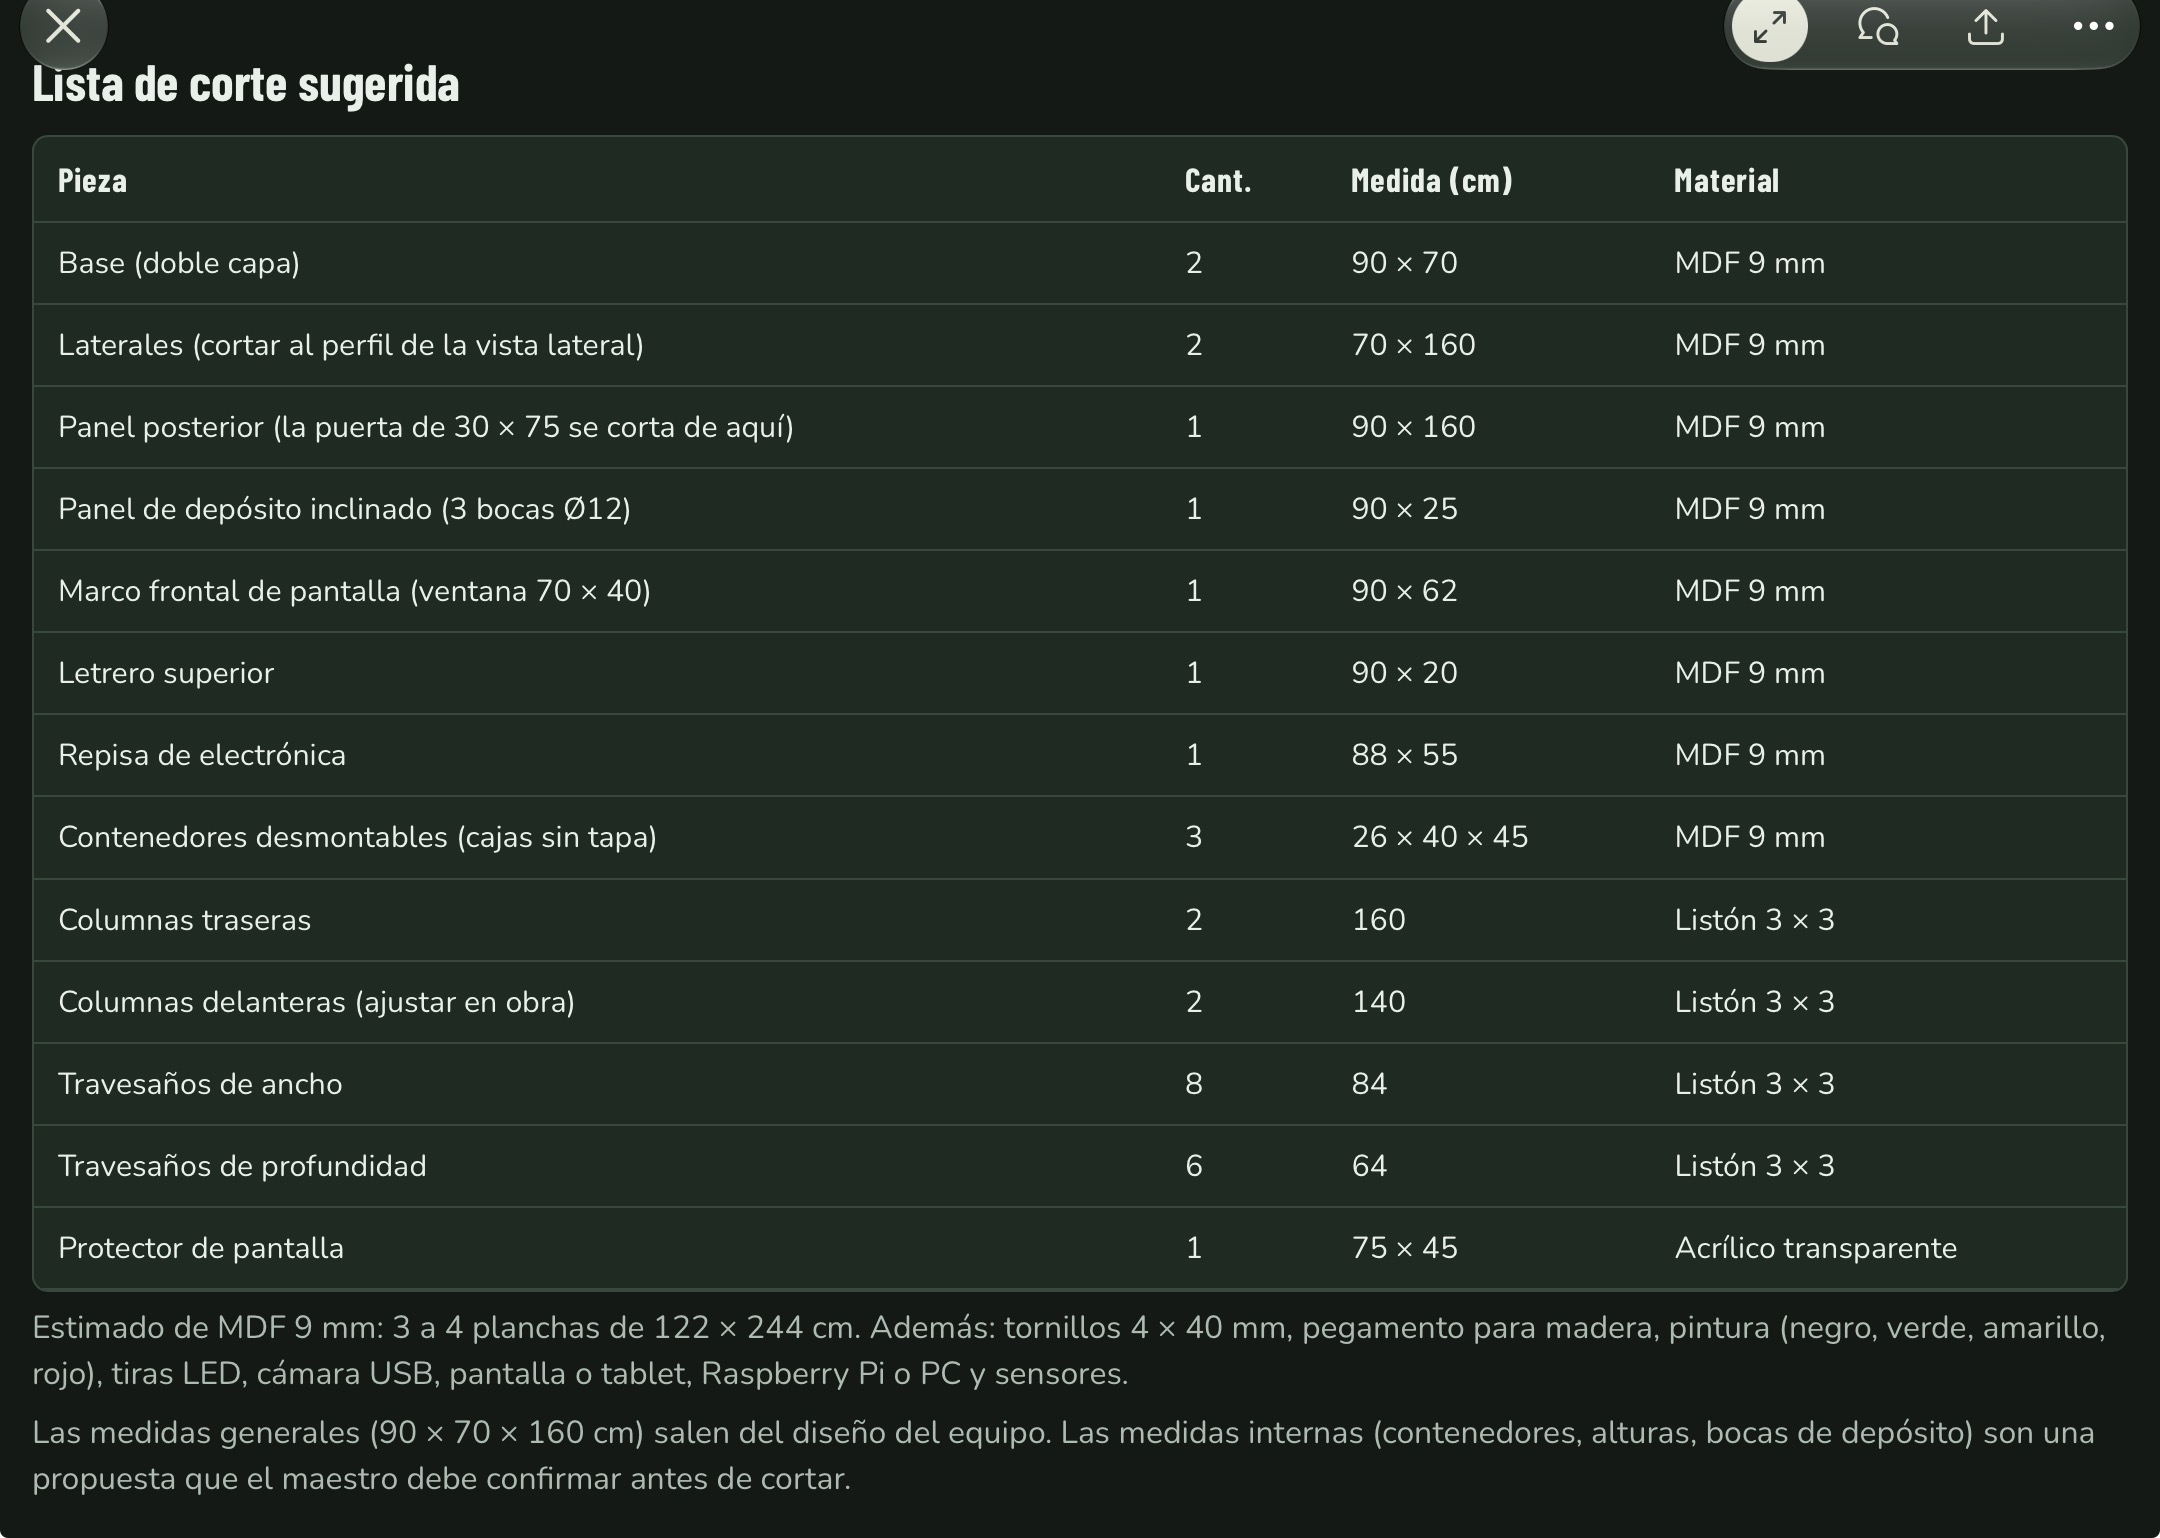 Lista de corte sugerida
Pieza Cant. Medida (cm) Material
Base (doble capa) 2 90 × 70 MDF 9 mm
Laterales (cortar al perfil de la vista lateral) 2 70 × 160 MDF 9 mm
Panel posterior (la puerta de 30 × 75 se corta de aquí) 1 90 × 160 MDF 9 mm
Panel de depósito inclinado (3 bocas Ø12) 1 90 × 25 MDF 9 mm
Marco frontal de pantalla (ventana 70 × 40) 1 90 × 62 MDF 9 mm
Letrero superior 1 90 × 20 MDF 9 mm
Repisa de electrónica 1 88 × 55 MDF 9 mm
Contenedores desmontables (cajas sin tapa) 3 26 × 40 × 45 MDF 9 mm
Columnas traseras 2 160 Listón 3 × 3
Columnas delanteras (ajustar en obra) 2 140 Listón 3 × 3
Travesaños de ancho 8 84 Listón 3 × 3
Travesaños de profundidad 6 64 Listón 3 × 3
Protector de pantalla 1 75 × 45 Acrílico transparente
Estimado de MDF 9 mm: 3 a 4 planchas de 122 × 244 cm. Además: tornillos 4 × 40 mm, pegamento para madera, pintura (negro, verde, amarillo,
rojo), tiras LED, cámara USB, pantalla o tablet, Raspberry Pi o PC y sensores.
Las medidas generales (90 × 70 × 160 cm) salen del diseño del equipo. Las medidas internas (contenedores, alturas, bocas de depósito) son una
propuesta que el maestro debe confirmar antes de cortar.